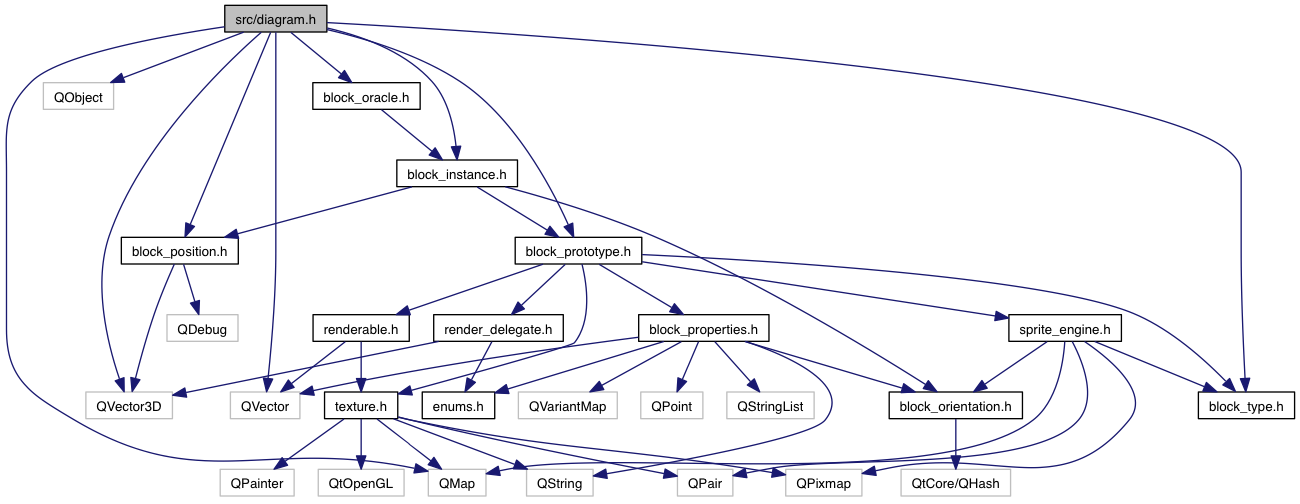 src/diagram.h
QObject
block_oracle.h
block_instance.h
block_position.h
block_prototype.h
QDebug
renderable.h
render_delegate.h
block_properties.h
sprite_engine.h
QVector3D
QVector
texture.h
enums.h
QVariantMap
QPoint
QStringList
block_orientation.h
block_type.h
QPainter
QtOpenGL
QMap
QString
QPair
QPixmap
QtCore/QHash